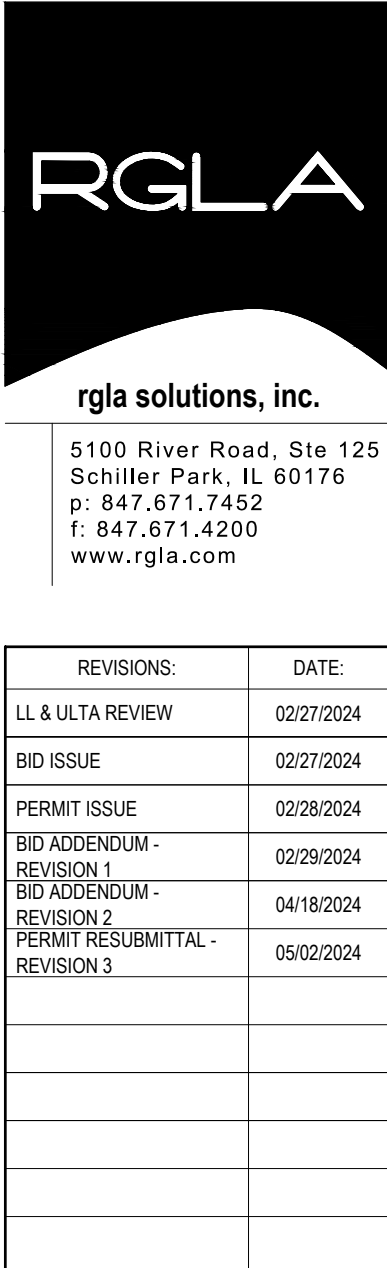 RGLA
rgla solutions, inc.
5100 River Road, Ste 125
Schiller Park, IL 60176
p: 847.671.7452
f: 847.671.4200
www.rgla.com
REVISIONS: DATE:
LL & ULTA REVIEW 02/27/2024
BID ISSUE 02/27/2024
PERMIT ISSUE 02/28/2024
BID ADDENDUM -
REVISION 1 02/29/2024
BID ADDENDUM -
REVISION 2 04/18/2024
PERMIT RESUBMITTAL -
REVISION 3 05/02/2024